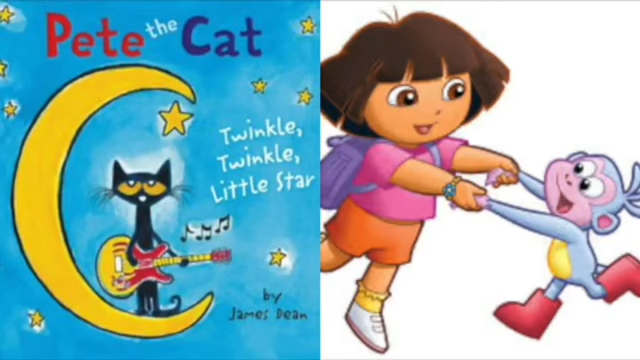 Pete the Cat
Twinkle,
Twinkle,
Little Star
by
James Dean